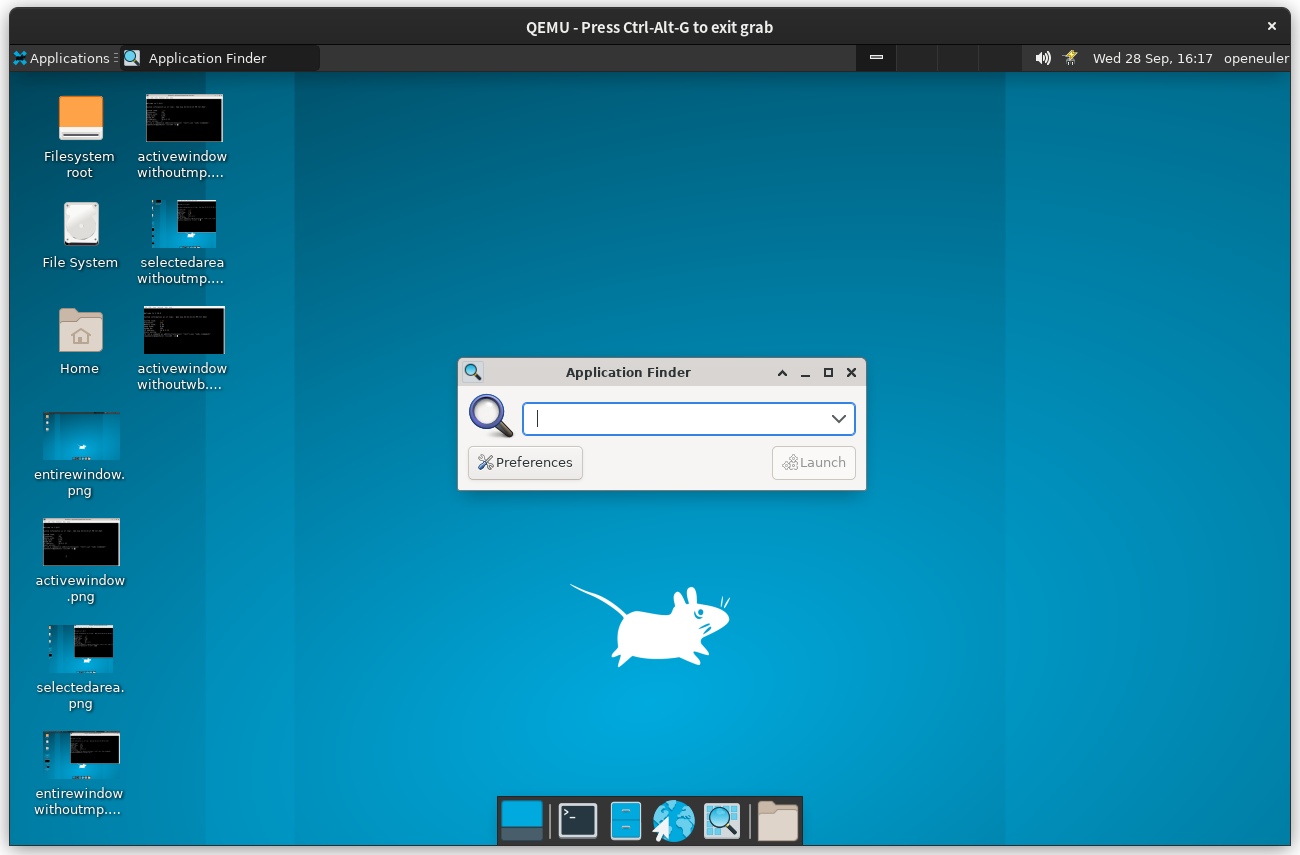 QEMU - Press Ctrl-Alt-G to exit grab
Applications
Application Finder
Wed 28 Sep, 16:17
openeuler
Filesystem
root
activewindow
withoutmp....
File System
selectedarea
withoutmp....
Home
activewindow
withoutwb....
entirewindow.
png
activewindow
.png
selectedarea.
png
entirewindow
withoutmp....
Application Finder
Preferences
Launch